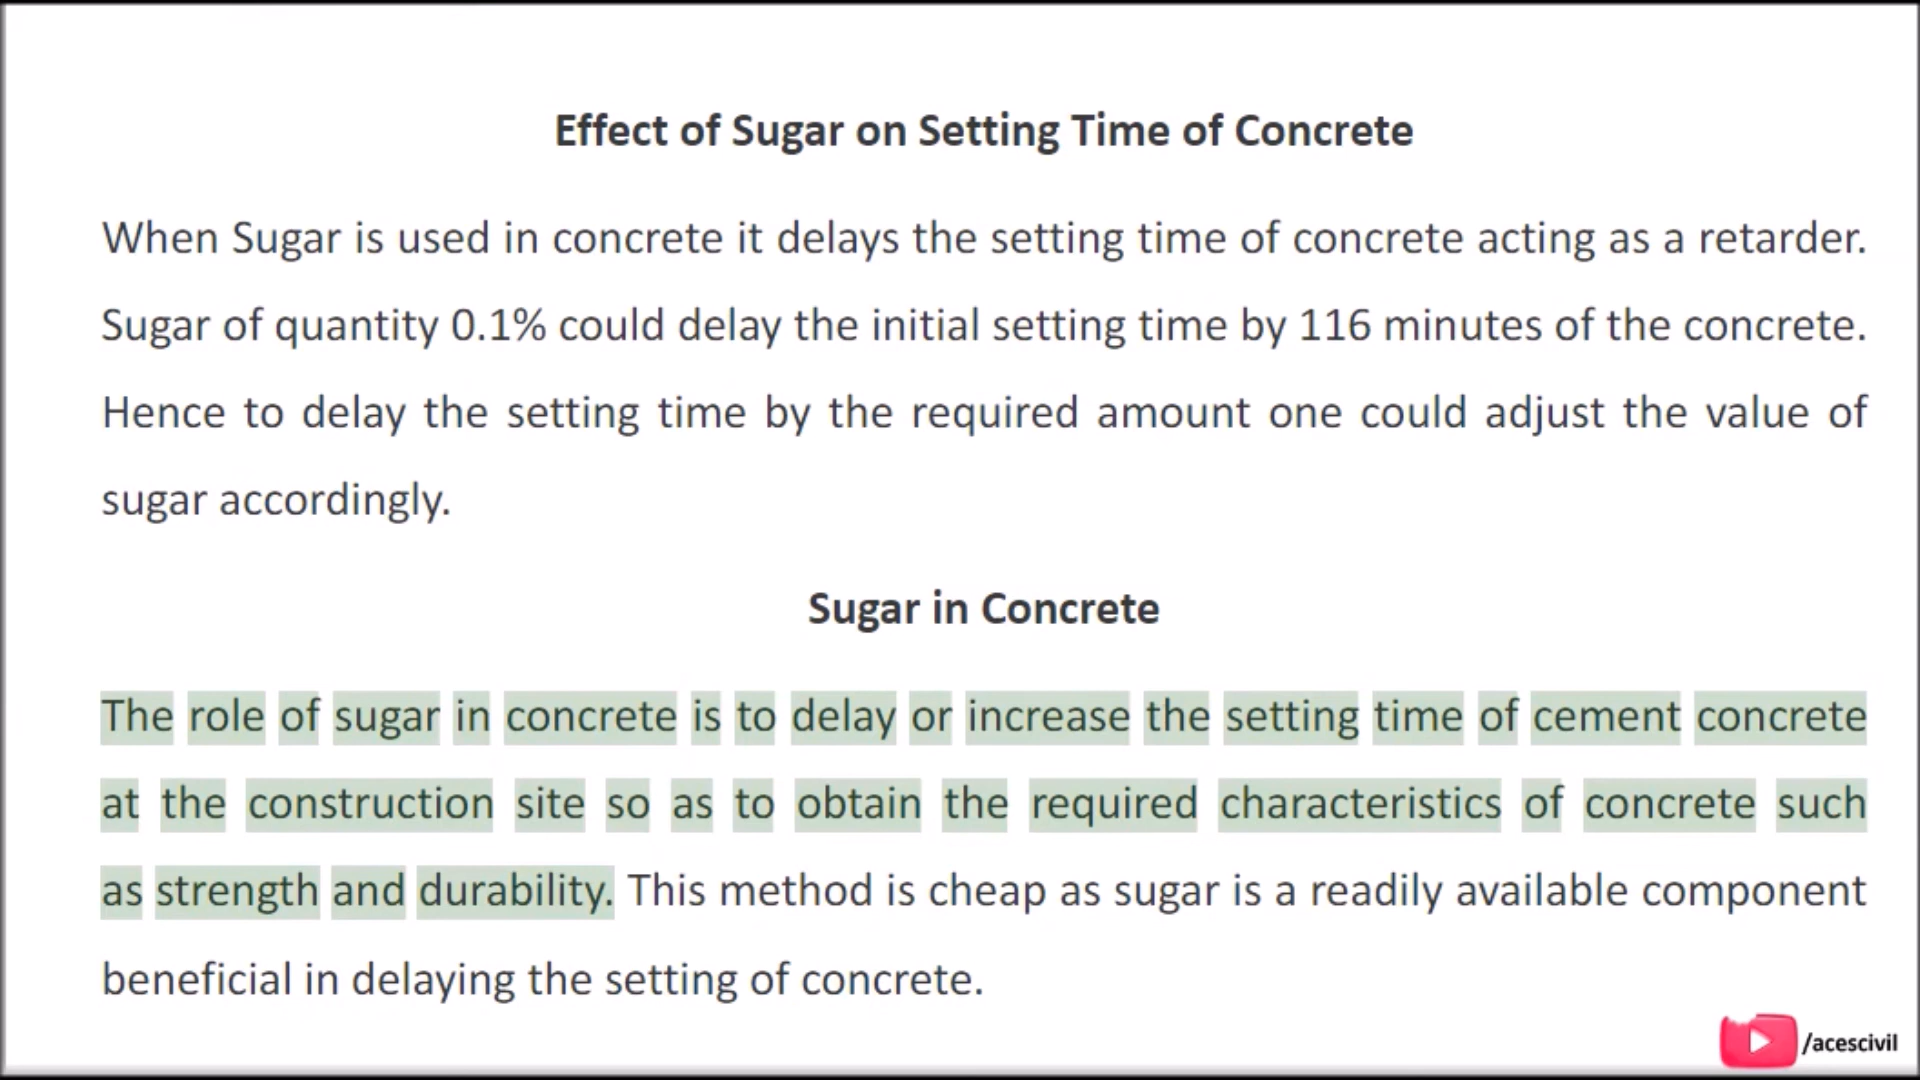 Effect of Sugar on Setting Time of Concrete
When Sugar is used in concrete it delays the setting time of concrete acting as a retarder.
Sugar of quantity 0.1% could delay the initial setting time by 116 minutes of the concrete.
Hence to delay the setting time by the required amount one could adjust the value of
sugar accordingly.
Sugar in Concrete
The role of sugar in concrete is to delay or increase the setting time of cement concrete
at the construction site so as to obtain the required characteristics of concrete such
as strength and durability. This method is cheap as sugar is a readily available component
beneficial in delaying the setting of concrete.
/acescivil